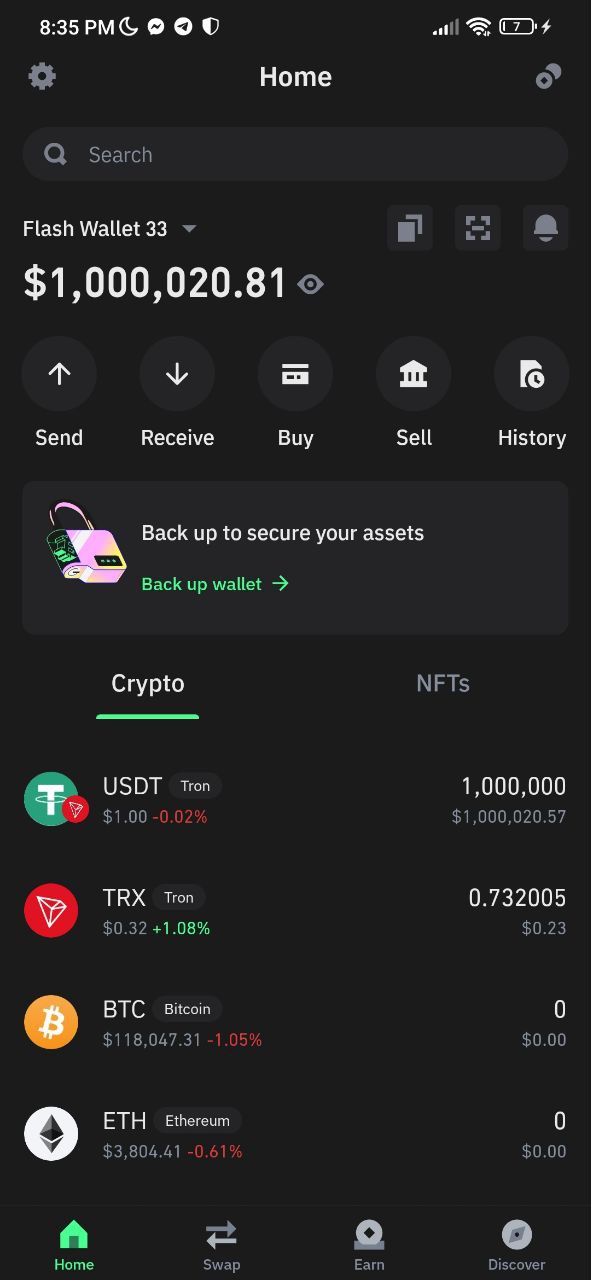 8:35 PM 7
Home
Search
Flash Wallet 33
$1,000,020.81
Send Receive Buy Sell History
Back up to secure your assets
Back up wallet →
Crypto NFTs
USDT Tron 1,000,000
$1.00 -0.02% $1,000,020.57
TRX Tron 0.732005
$0.32 +1.08% $0.23
BTC Bitcoin 0
$118,047.31 -1.05% $0.00
ETH Ethereum 0
$3,804.41 -0.61% $0.00
Home Swap Earn Discover